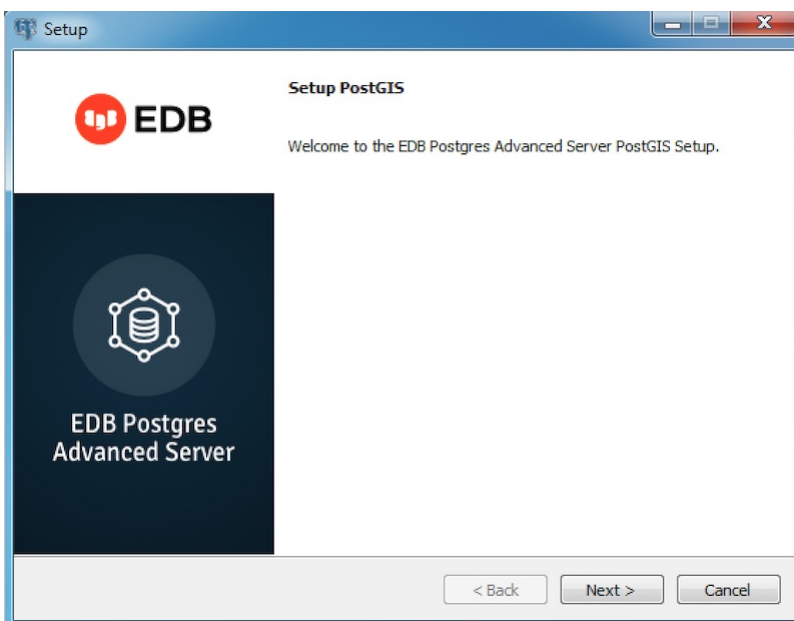 Setup
EDB
Setup PostGIS
Welcome to the EDB Postgres Advanced Server PostGIS Setup.
EDB Postgres
Advanced Server
< Back
Next >
Cancel